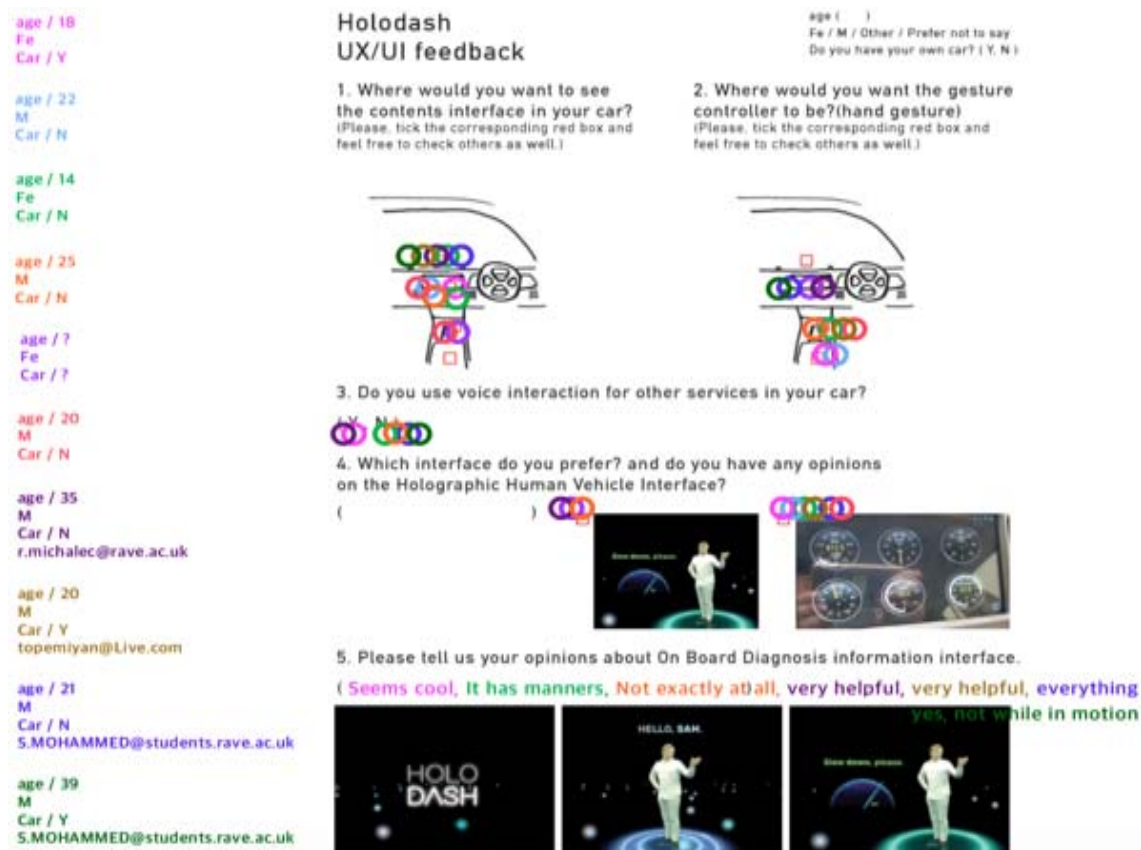 age / 18
Fe
Car / Y
age / 22
M
Car / N
age / 14
Fe
Car / N
age / 25
M
Car / N
age / ?
Fe
Car / ?
age / 20
M
Car / N
age / 35
M
Car / N
r.michalec@rave.ac.uk
age / 20
M
Car / Y
topemiyan@Live.com
age / 21
M
Car / N
S.MOHAMMED@students.rave.ac.uk
age / 39
M
Car / Y
S.MOHAMMED@students.rave.ac.uk
Holodash
UX/UI feedback
age (     )
Fe / M / Other / Prefer not to say
Do you have your own car? ( Y, N )
1. Where would you want to see
the contents interface in your car?
(Please, tick the corresponding red box and
feel free to check others as well.)
2. Where would you want the gesture
controller to be?(hand gesture)
(Please, tick the corresponding red box and
feel free to check others as well.)
3. Do you use voice interaction for other services in your car?
( Y, N )
4. Which interface do you prefer? and do you have any opinions
on the Holographic Human Vehicle Interface?
(                    )
Slow down, please.
5. Please tell us your opinions about On Board Diagnosis information interface.
( Seems cool, It has manners, Not exactly at)all, very helpful, very helpful, everything
yes, not while in motion
HOLO
DASH
HELLO, SAM.
Slow down, please.